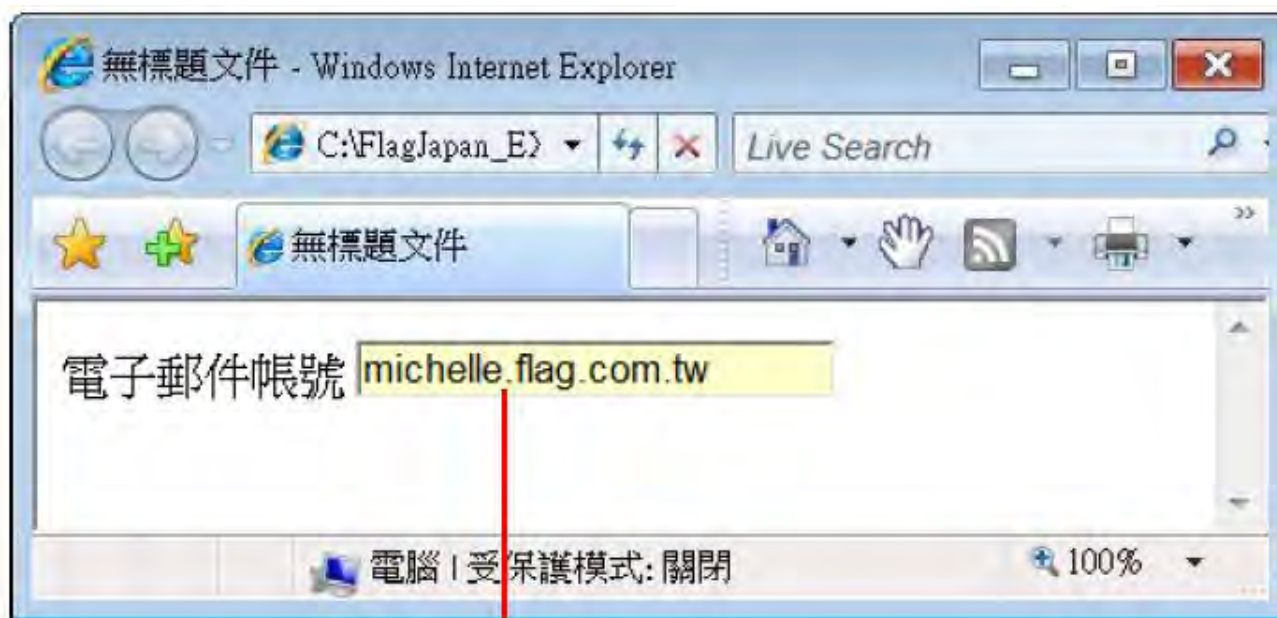 無標題文件 - Windows Internet Explorer
C:\FlagJapan_E
Live Search
無標題文件
電子郵件帳號 michelle.flag.com.tw
電腦 | 受保護模式: 關閉
100%